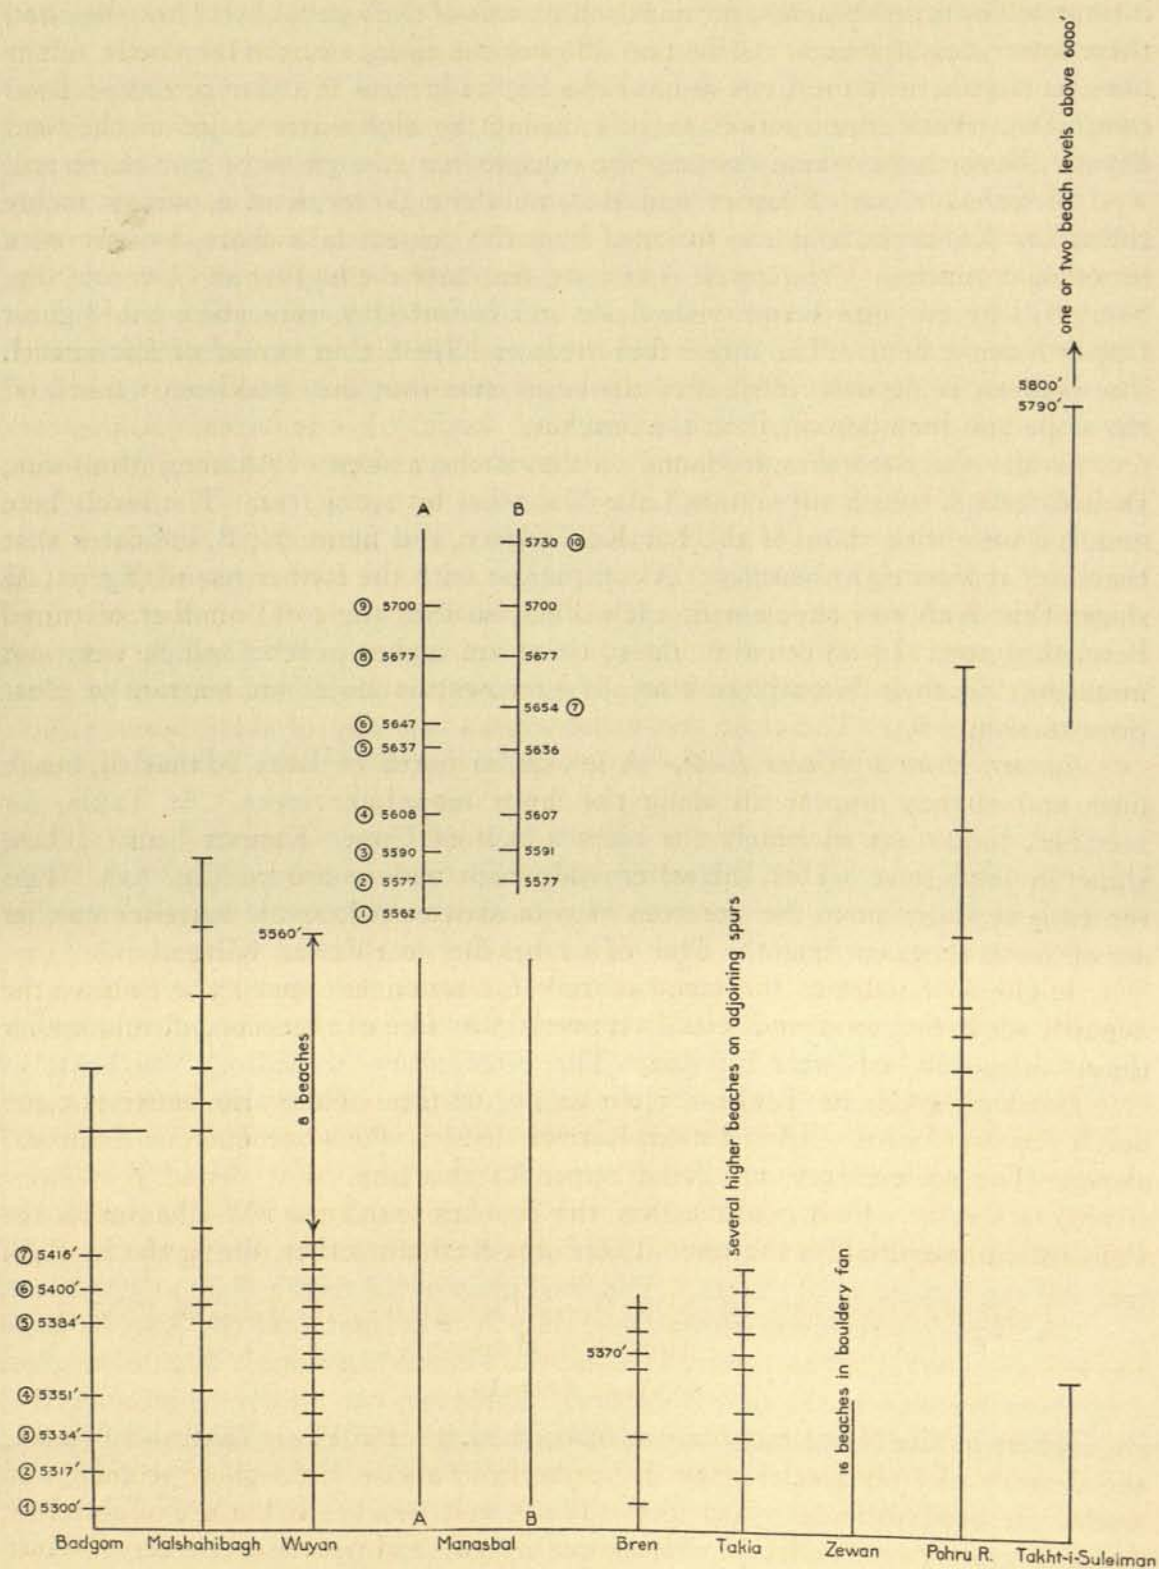 one or two beach levels above 6000'
5800'
5790'
A B
5730 ⑩
⑨ 5700 5700
⑧ 5677 5677
5654 ⑦
⑥ 5647
⑤ 5637 5636
④ 5608 5607
③ 5590 5591
② 5577 5577
① 5562
5560'
8 beaches
several higher beaches on adjoining spurs
16 beaches in bouldery fan
⑦ 5416'
⑥ 5400'
⑤ 5384'
5370'
④ 5351'
③ 5334'
② 5317'
① 5300'
A B
Badgom Malshahibagh Wuyan Manasbal Bren Takia Zewan Pohru R. Takht-i-Suleiman